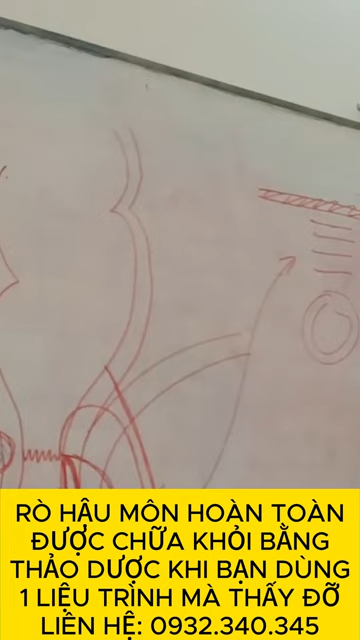 RÒ HẬU MÔN HOÀN TOÀN
ĐƯỢC CHỮA KHỎI BẰNG
THẢO DƯỢC KHI BẠN DÙNG
1 LIỆU TRÌNH MÀ THẤY ĐỠ
LIÊN HỆ: 0932.340.345